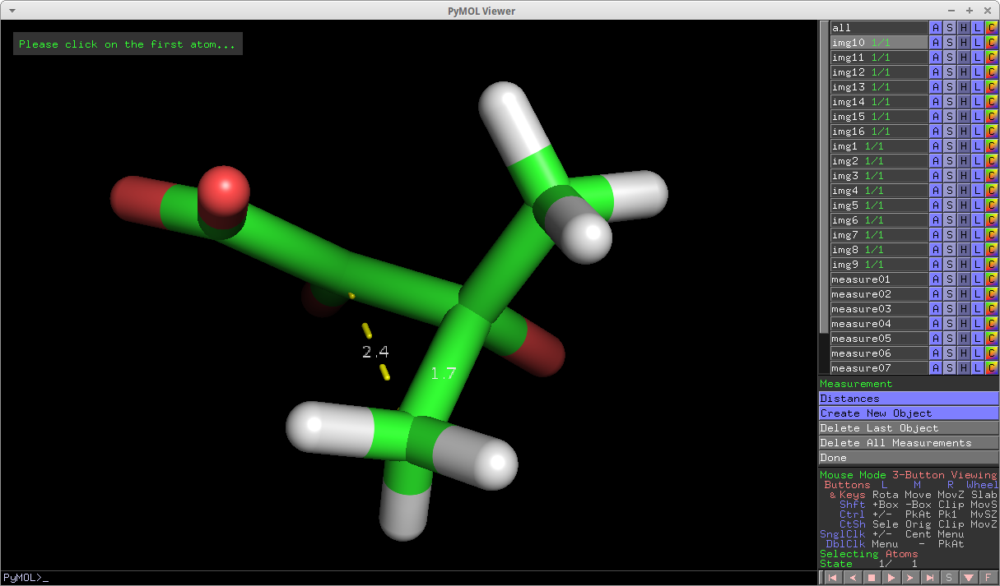 PyMOL Viewer
Please click on the first atom...
2.4
1.7
PyMOL>_
all A S H L C
img10 1/1 A S H L C
img11 1/1 A S H L C
img12 1/1 A S H L C
img13 1/1 A S H L C
img14 1/1 A S H L C
img15 1/1 A S H L C
img16 1/1 A S H L C
img1 1/1 A S H L C
img2 1/1 A S H L C
img3 1/1 A S H L C
img4 1/1 A S H L C
img5 1/1 A S H L C
img6 1/1 A S H L C
img7 1/1 A S H L C
img8 1/1 A S H L C
img9 1/1 A S H L C
measure01 A S H L C
measure02 A S H L C
measure03 A S H L C
measure04 A S H L C
measure05 A S H L C
measure06 A S H L C
measure07 A S H L C
Measurement
Distances
Create New Object
Delete Last Object
Delete All Measurements
Done
Mouse Mode 3-Button Viewing
Buttons L M R Wheel
& Keys Rota Move MovZ Slab
Shft +Box -Box Clip MovS
Ctrl +/- PkAt Pk1 MvSZ
CtSh Sele Orig Clip MovZ
SnglClk +/- Cent Menu
DblClk Menu - PkAt
Selecting Atoms
State 1/ 1
S F